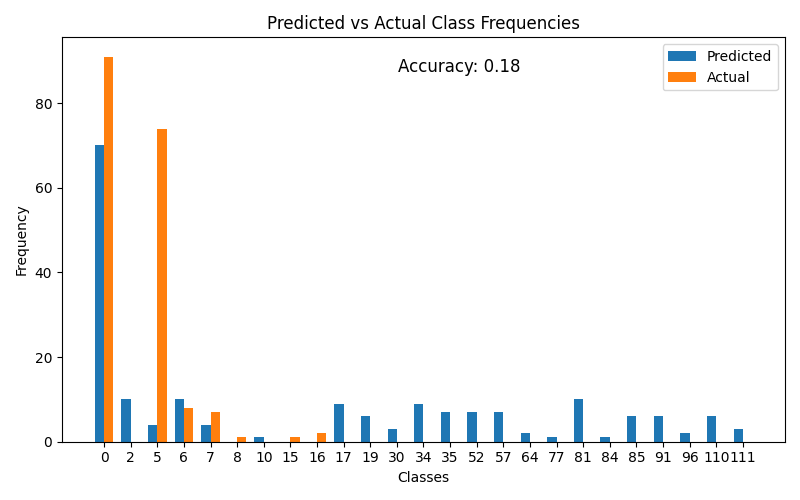 Predicted vs Actual Class Frequencies
Accuracy: 0.18
Predicted
Actual
Frequency
80
60
40
20
0
0 2 5 6 7 8 10 15 16 17 19 30 34 35 52 57 64 77 81 84 85 91 96 110 111
Classes